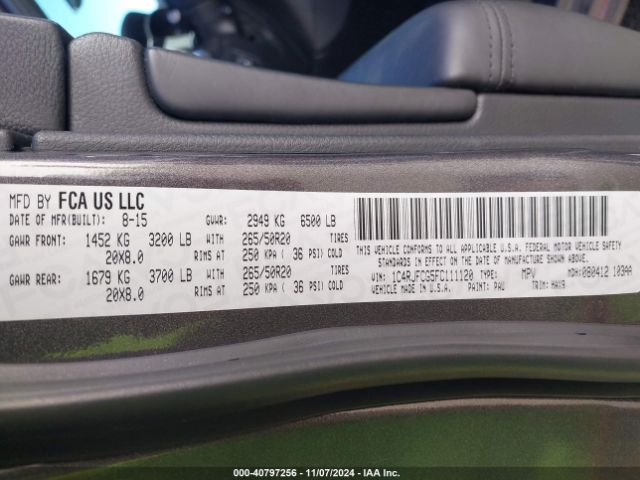 MFD BY FCA US LLC
DATE OF MFR(BUILT): 8-15 GVWR: 2949 KG 6500 LB
GAWR FRONT: 1452 KG 3200 LB WITH 265/50R20 TIRES
20X8.0 RIMS AT 250 KPA ( 36 PSI) COLD
GAWR REAR: 1679 KG 3700 LB WITH 265/50R20 TIRES
20X8.0 RIMS AT 250 KPA ( 36 PSI) COLD
THIS VEHICLE CONFORMS TO ALL APPLICABLE U.S.A. FEDERAL MOTOR VEHICLE SAFETY
STANDARDS IN EFFECT ON THE DATE OF MANUFACTURE SHOWN ABOVE.
VIN: 1C4RJFCG5FC111120 TYPE: MPV MDH: 080412 103AA
VEHICLE MADE IN U.S.A. PAINT: PAU TRIM: HAX9
000-40797256 - 11/07/2024 - IAA Inc.